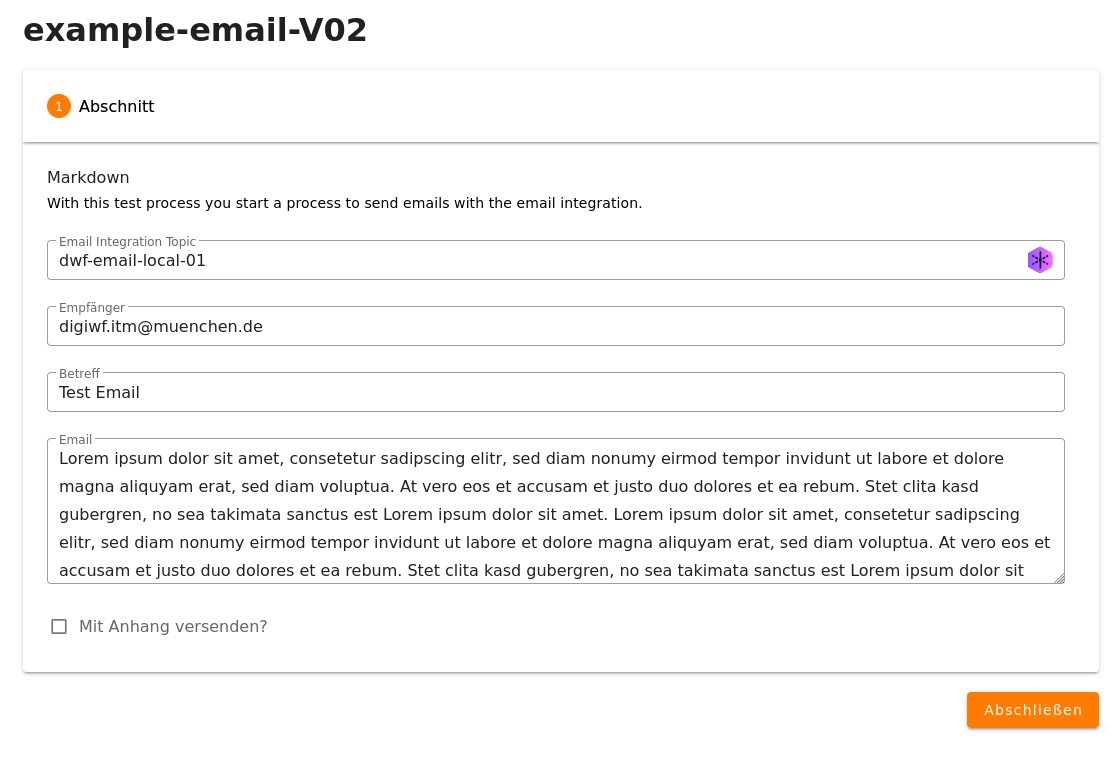 example-email-V02
1 Abschnitt
Markdown
With this test process you start a process to send emails with the email integration.
Email Integration Topic
dwf-email-local-01
Empfänger
digiwf.itm@muenchen.de
Betreff
Test Email
Email
Lorem ipsum dolor sit amet, consetetur sadipscing elitr, sed diam nonumy eirmod tempor invidunt ut labore et dolore
magna aliquyam erat, sed diam voluptua. At vero eos et accusam et justo duo dolores et ea rebum. Stet clita kasd
gubergren, no sea takimata sanctus est Lorem ipsum dolor sit amet. Lorem ipsum dolor sit amet, consetetur sadipscing
elitr, sed diam nonumy eirmod tempor invidunt ut labore et dolore magna aliquyam erat, sed diam voluptua. At vero eos et
accusam et justo duo dolores et ea rebum. Stet clita kasd gubergren, no sea takimata sanctus est Lorem ipsum dolor sit
Mit Anhang versenden?
Abschließen